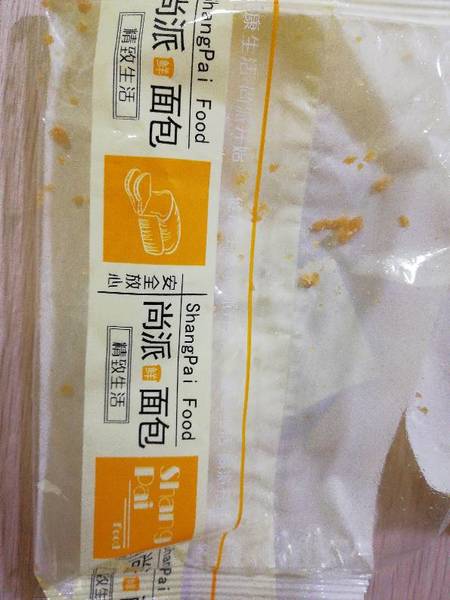 ShangPai Food
尚派鲜面包
精致生活
安全放心
ShangPai Food
尚派鲜面包
精致生活
Shang
Pai
Food